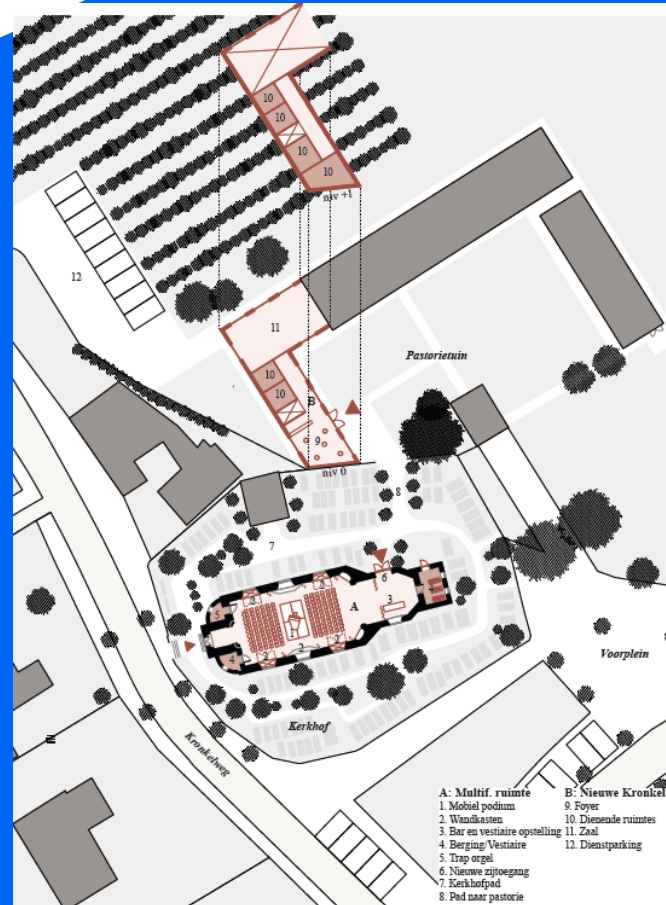 10
10
10
10
niv +1
12
11
Pastorietuin
10
10
B
9
niv 0
8
7
6
2
2
A
3
4
5
1
2
4
2
2
Voorplein
Kerkhof
Kronkelweg
A: Multif. ruimte
1. Mobiel podium
2. Wandkasten
3. Bar en vestiaire opstelling
4. Berging/Vestiaire
5. Trap orgel
6. Nieuwe zijtoegang
7. Kerkhofpad
8. Pad naar pastorie
B: Nieuwe Kronkel
9. Foyer
10. Dienende ruimtes
11. Zaal
12. Dienstparking